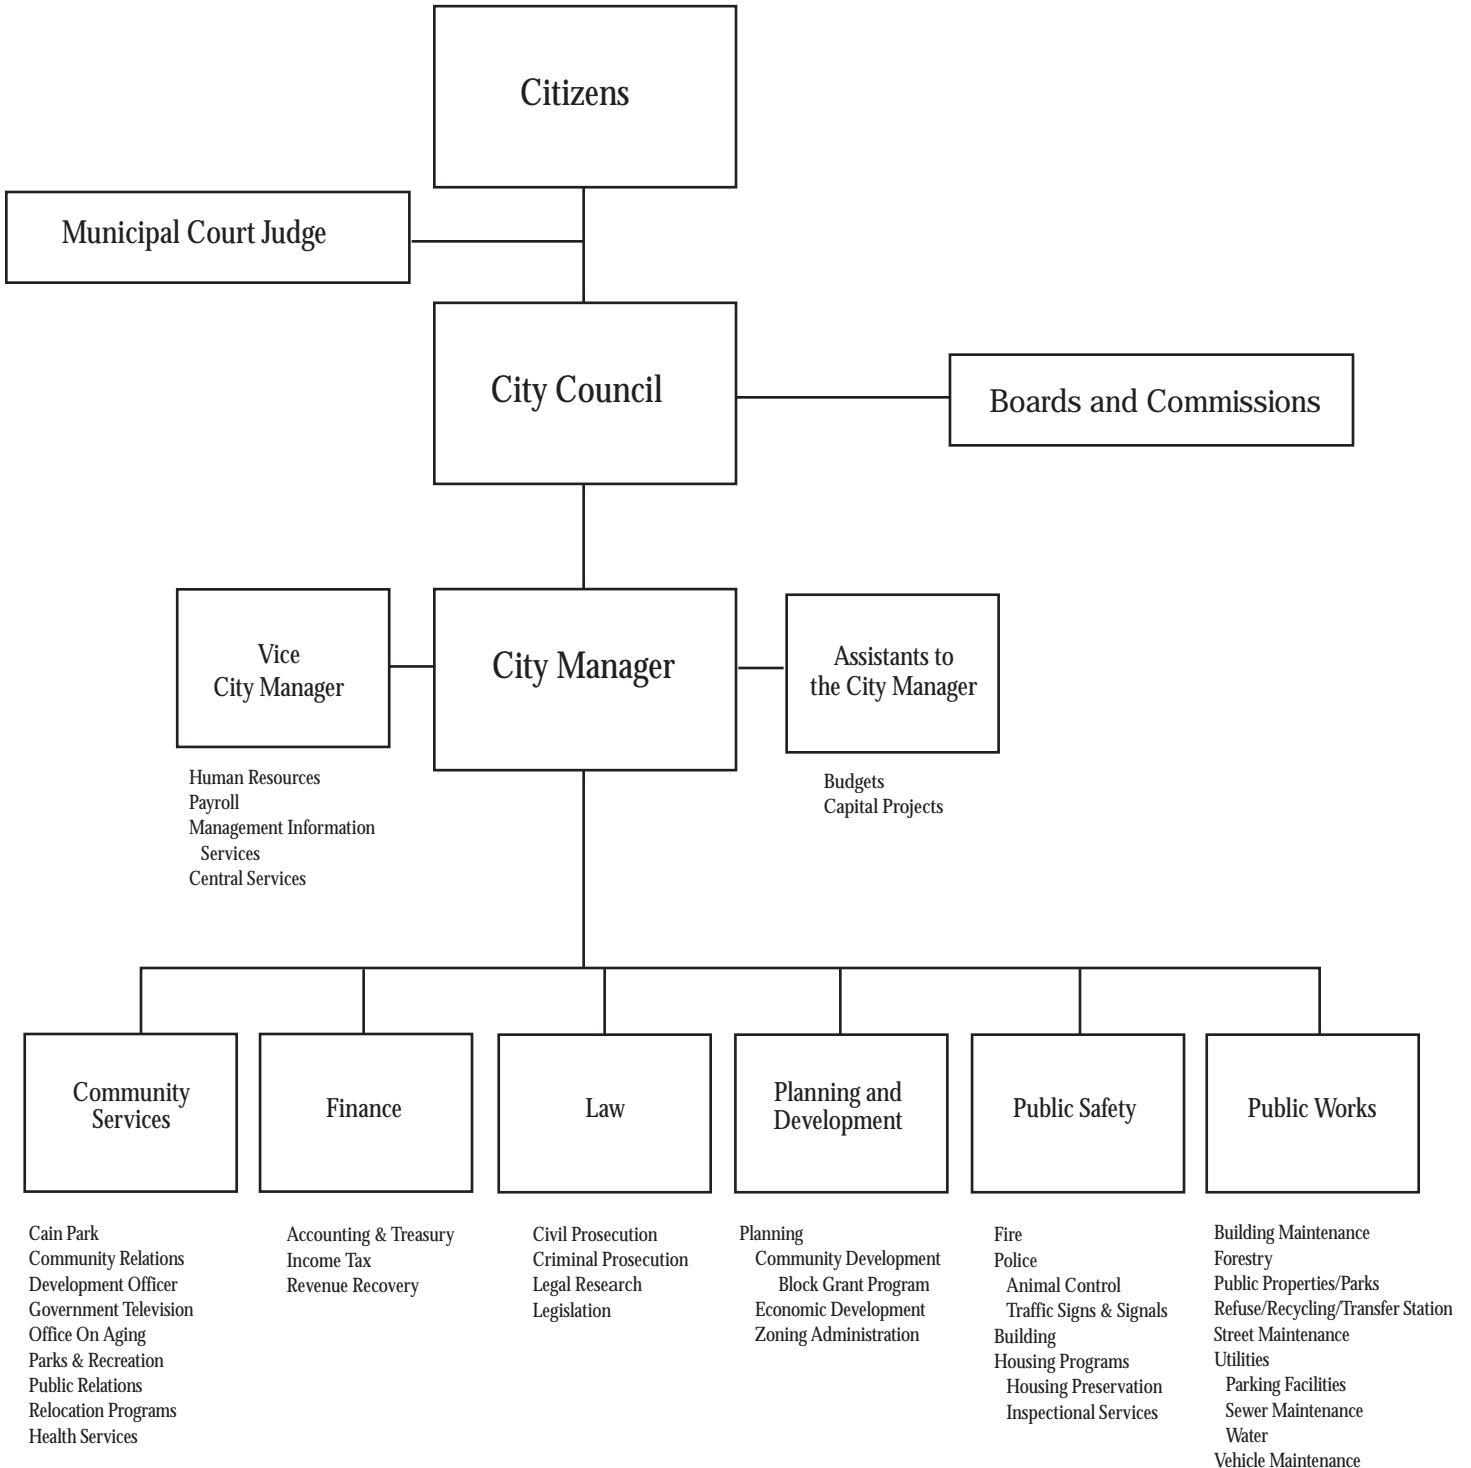 Citizens
Municipal Court Judge
City Council
Boards and Commissions
Vice
City Manager
City Manager
Assistants to
the City Manager
Human Resources
Payroll
Management Information
Services
Central Services
Budgets
Capital Projects
Community
Services
Finance
Law
Planning and
Development
Public Safety
Public Works
Cain Park
Community Relations
Development Officer
Government Television
Office On Aging
Parks & Recreation
Public Relations
Relocation Programs
Health Services
Accounting & Treasury
Income Tax
Revenue Recovery
Civil Prosecution
Criminal Prosecution
Legal Research
Legislation
Planning
Community Development
Block Grant Program
Economic Development
Zoning Administration
Fire
Police
Animal Control
Traffic Signs & Signals
Building
Housing Programs
Housing Preservation
Inspectional Services
Building Maintenance
Forestry
Public Properties/Parks
Refuse/Recycling/Transfer Station
Street Maintenance
Utilities
Parking Facilities
Sewer Maintenance
Water
Vehicle Maintenance